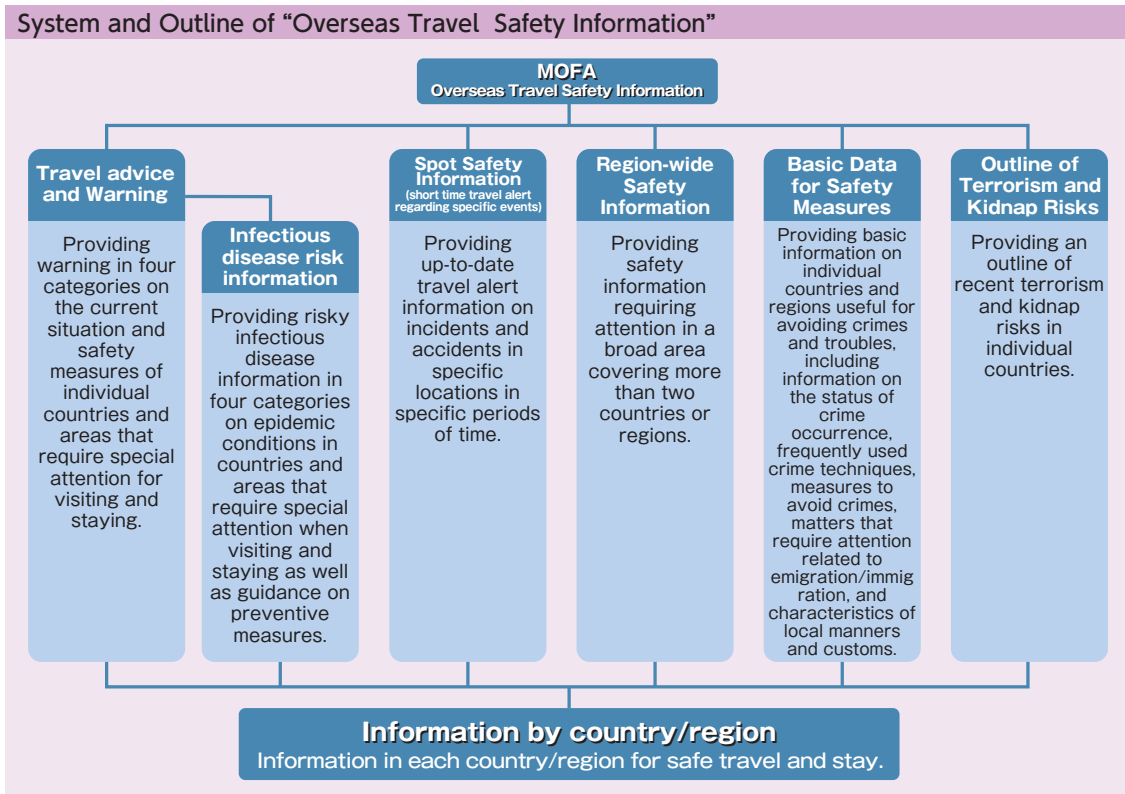 System and Outline of “Overseas Travel Safety Information”
MOFA
Overseas Travel Safety Information
Travel advice
and Warning
Providing
warning in four
categories on
the current
situation and
safety
measures of
individual
countries and
areas that
require special
attention for
visiting and
staying.
Infectious
disease risk
information
Providing risky
infectious
disease
information in
four categories
on epidemic
conditions in
countries and
areas that
require special
attention when
visiting and
staying as well
as guidance on
preventive
measures.
Spot Safety
Information
(short time travel alert
regarding specific events)
Providing
up-to-date
travel alert
information on
incidents and
accidents in
specific
locations in
specific periods
of time.
Region-wide
Safety
Information
Providing
safety
information
requiring
attention in a
broad area
covering more
than two
countries or
regions.
Basic Data
for Safety
Measures
Providing basic
information on
individual
countries and
regions useful for
avoiding crimes
and troubles,
including
information on
the status of
crime
occurrence,
frequently used
crime techniques,
measures to
avoid crimes,
matters that
require attention
related to
emigration/immig
ration, and
characteristics of
local manners
and customs.
Outline of
Terrorism and
Kidnap Risks
Providing an
outline of
recent terrorism
and kidnap
risks in
individual
countries.
Information by country/region
Information in each country/region for safe travel and stay.